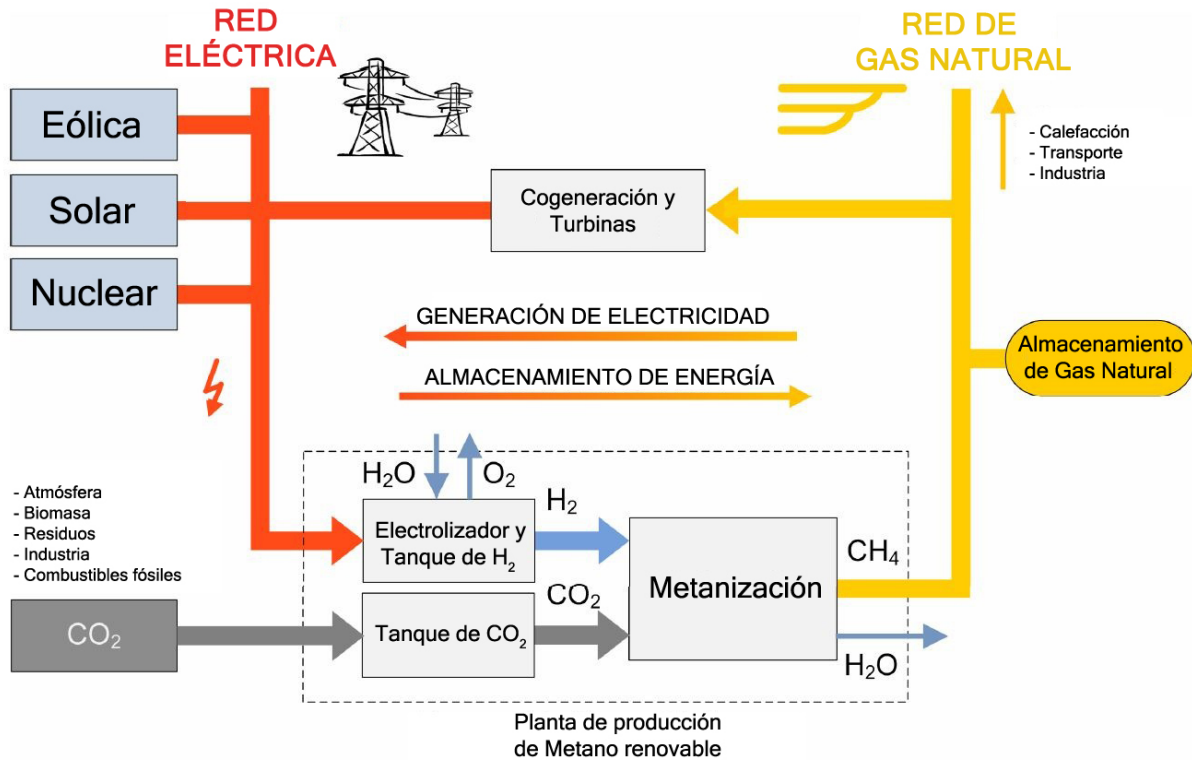 RED
ELÉCTRICA
RED DE
GAS NATURAL
Eólica
Solar
Nuclear
Cogeneración y
Turbinas
- Calefacción
- Transporte
- Industria
GENERACIÓN DE ELECTRICIDAD
ALMACENAMIENTO DE ENERGÍA
Almacenamiento
de Gas Natural
- Atmósfera
- Biomasa
- Residuos
- Industria
- Combustibles fósiles
CO₂
H₂O
O₂
Electrolizador y
Tanque de H₂
H₂
Tanque de CO₂
CO₂
Metanización
CH₄
H₂O
Planta de producción
de Metano renovable